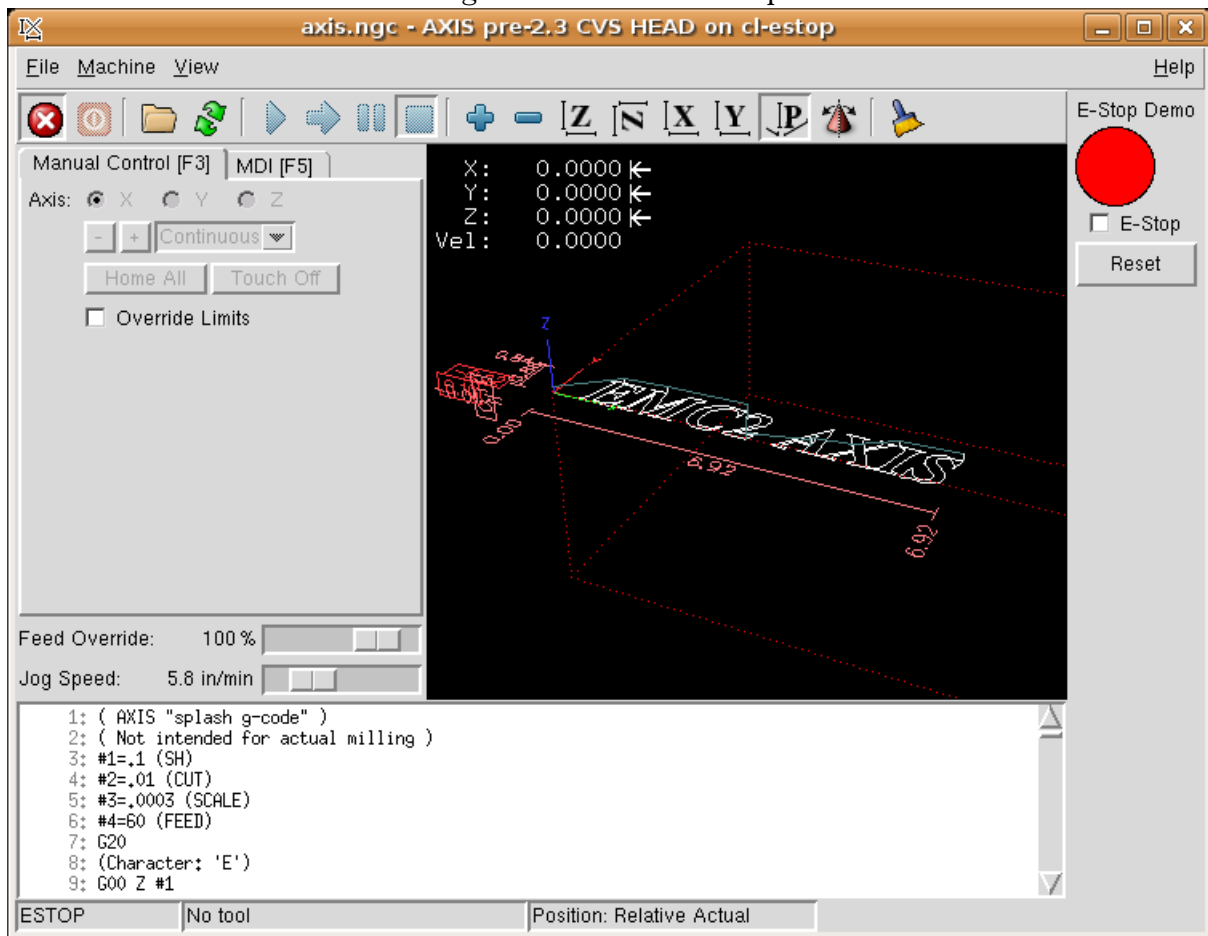 axis.ngc - AXIS pre-2.3 CVS HEAD on cl-estop
File Machine View Help
Z N X Y P
E-Stop Demo
Manual Control [F3] MDI [F5]
Axis: X Y Z
- + Continuous
Home All Touch Off
Override Limits
X: 0.0000
Y: 0.0000
Z: 0.0000
Vel: 0.0000
E-Stop
Reset
Z
EMC2 AXIS
0.00
6.92
6.92
Feed Override: 100 %
Jog Speed: 5.8 in/min
1: ( AXIS "splash g-code" )
2: ( Not intended for actual milling )
3: #1=.1 (SH)
4: #2=.01 (CUT)
5: #3=.0003 (SCALE)
6: #4=60 (FEED)
7: G20
8: (Character: 'E')
9: G00 Z #1
ESTOP No tool Position: Relative Actual